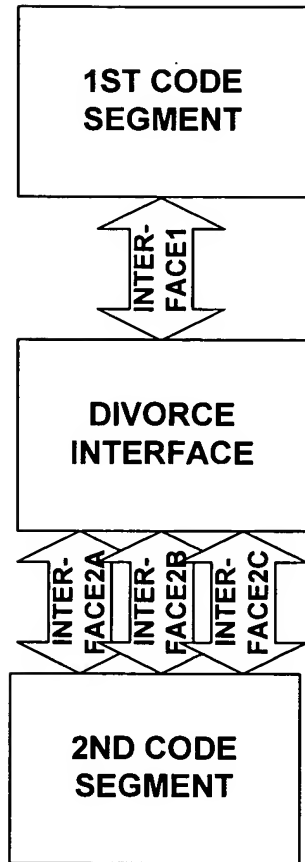 1ST CODE
SEGMENT
INTER-
FACE1
DIVORCE
INTERFACE
INTER-
FACE2A
INTER-
FACE2B
INTER-
FACE2C
2ND CODE
SEGMENT